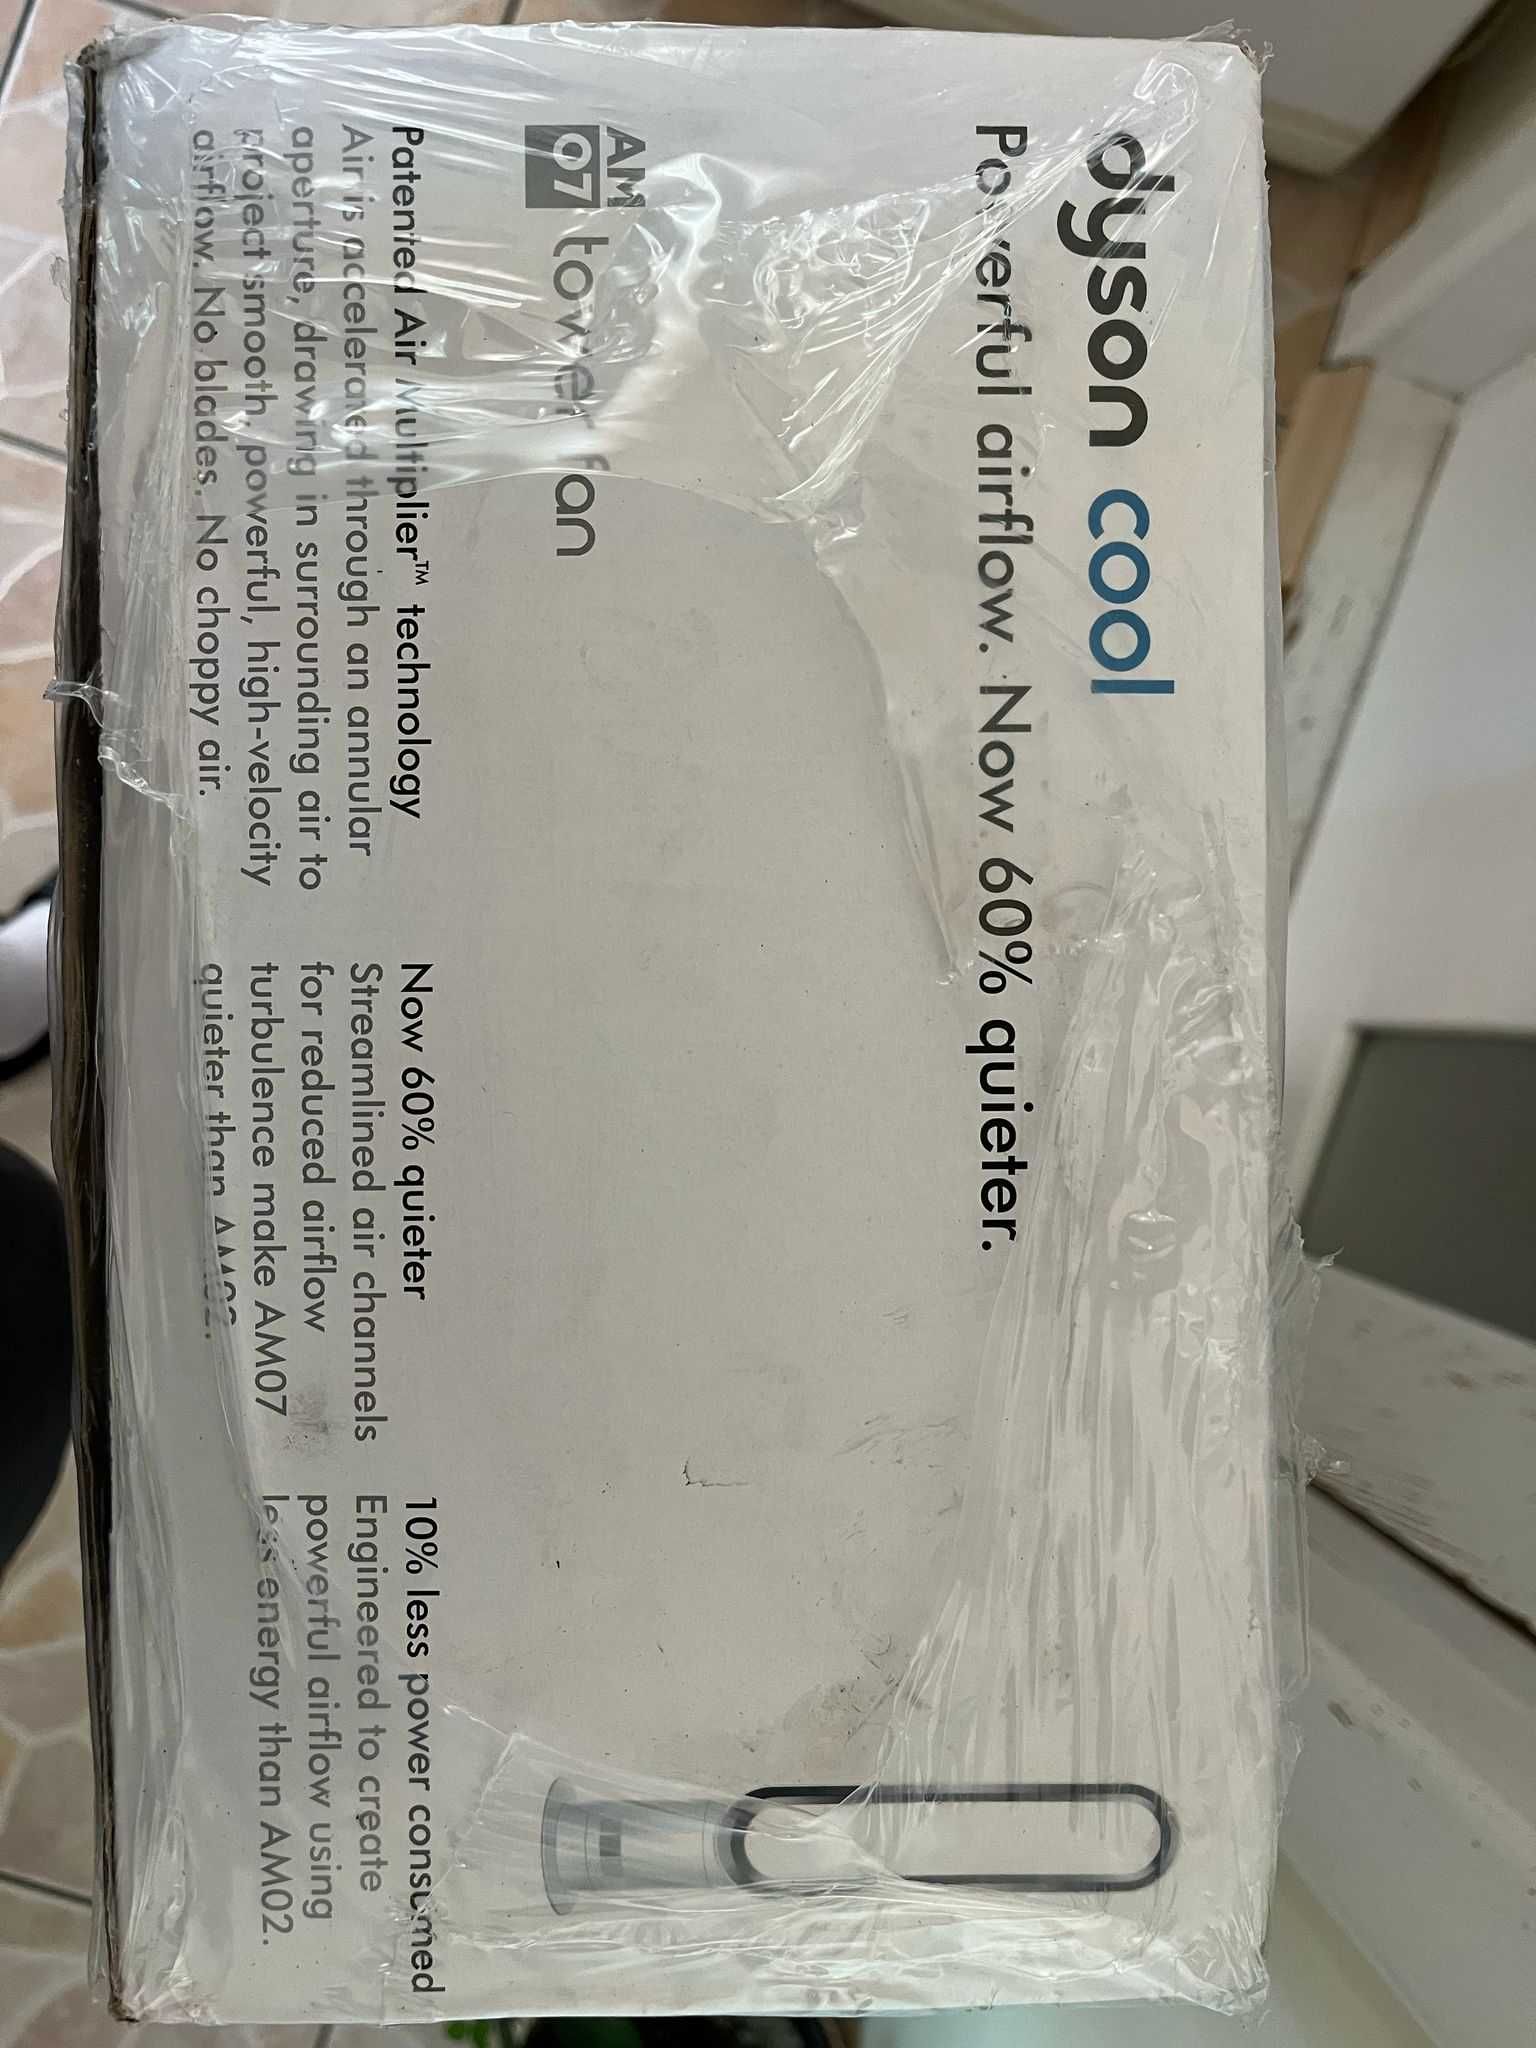 dyson cool
Powerful airflow. Now 60% quieter.
AM
07 tower fan
Patented Air Multiplier™ technology
Air is accelerated through an annular
aperture, drawing in surrounding air to
project smooth, powerful, high-velocity
airflow. No blades. No choppy air.
Now 60% quieter
Streamlined air channels
for reduced airflow
turbulence make AM07
quieter than AM02.
10% less power consumed
Engineered to create
powerful airflow using
less energy than AM02.